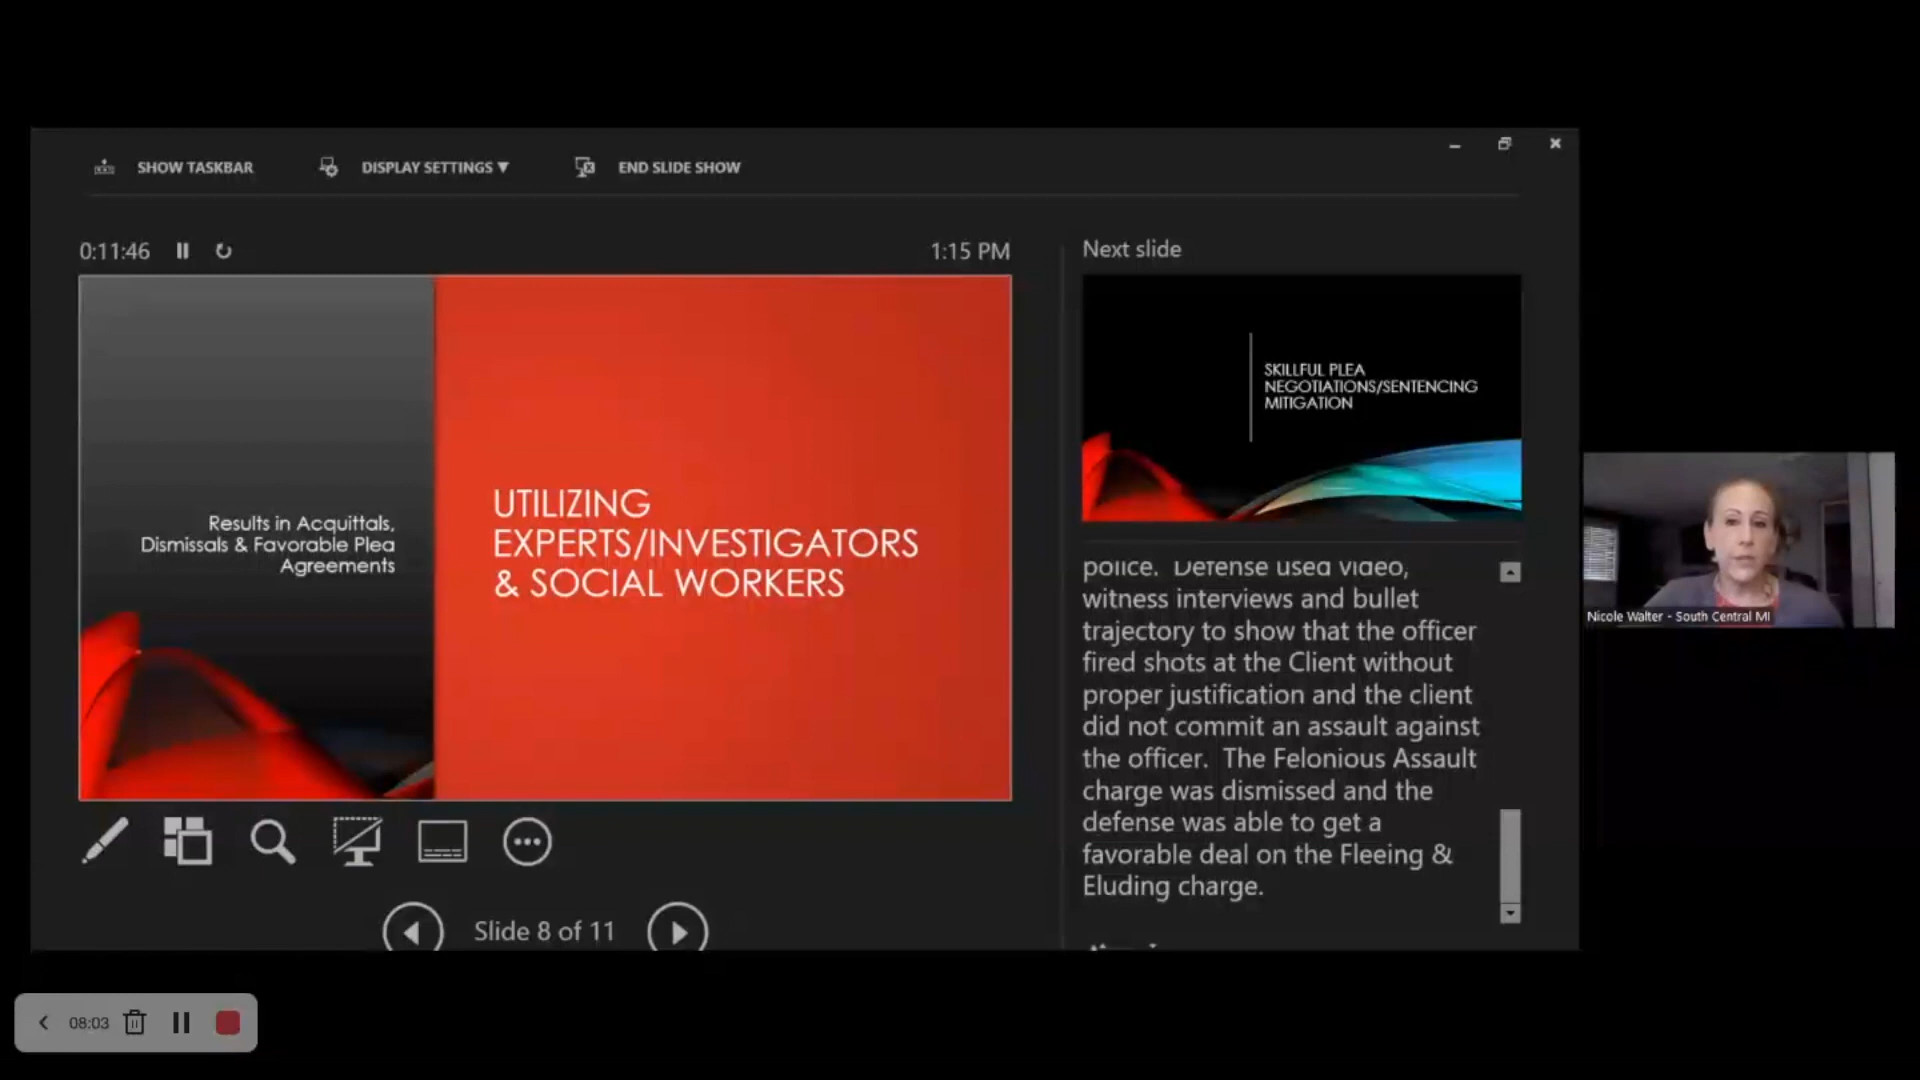 SHOW TASKBAR
DISPLAY SETTINGS ▼
END SLIDE SHOW
0:11:46
1:15 PM
Next slide
Results in Acquittals,
Dismissals & Favorable Plea
Agreements
UTILIZING
EXPERTS/INVESTIGATORS
& SOCIAL WORKERS
SKILLFUL PLEA
NEGOTIATIONS/SENTENCING
MITIGATION
police. Defense used video,
witness interviews and bullet
trajectory to show that the officer
fired shots at the Client without
proper justification and the client
did not commit an assault against
the officer. The Felonious Assault
charge was dismissed and the
defense was able to get a
favorable deal on the Fleeing &
Eluding charge.
Nicole Walter - South Central MI
Slide 8 of 11
08:03